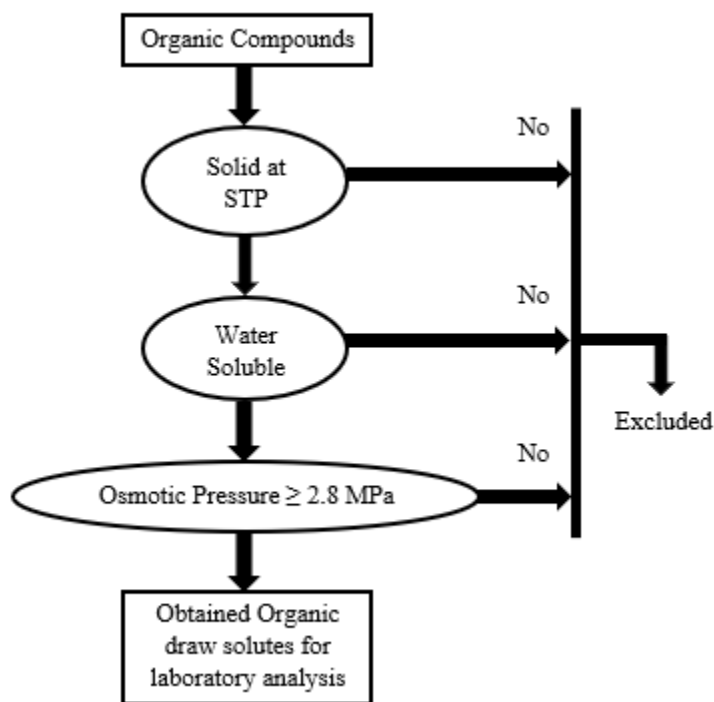 Organic Compounds
No
Solid at
STP
No
Water
Soluble
Excluded
No
Osmotic Pressure ≥ 2.8 MPa
Obtained Organic
draw solutes for
laboratory analysis